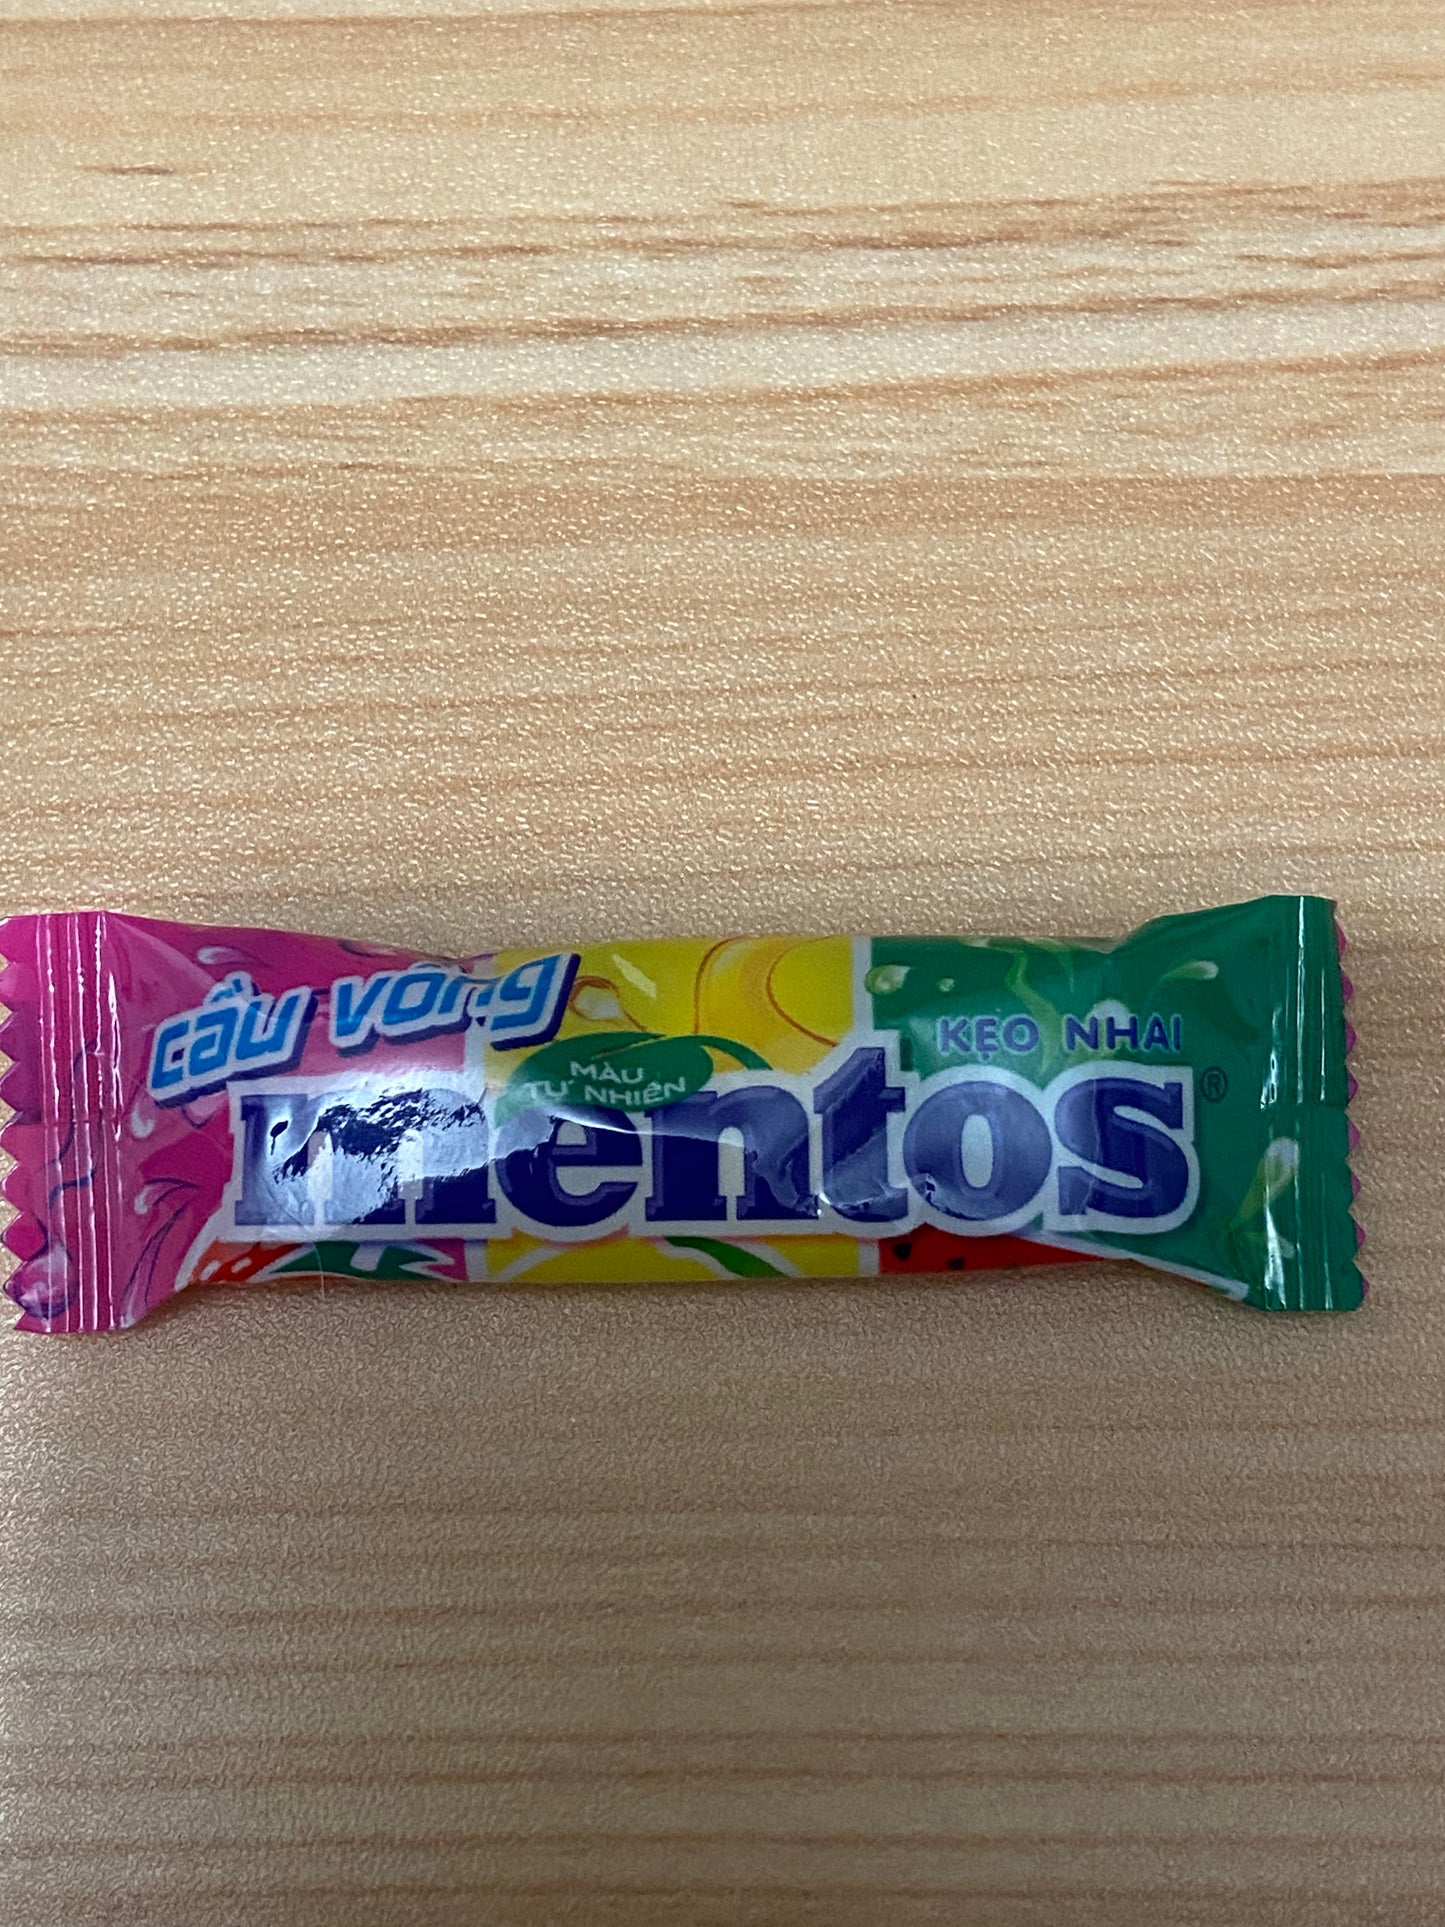 cầu vồng
MÀU
TỰ NHIÊN
KẸO NHAI
mentos®